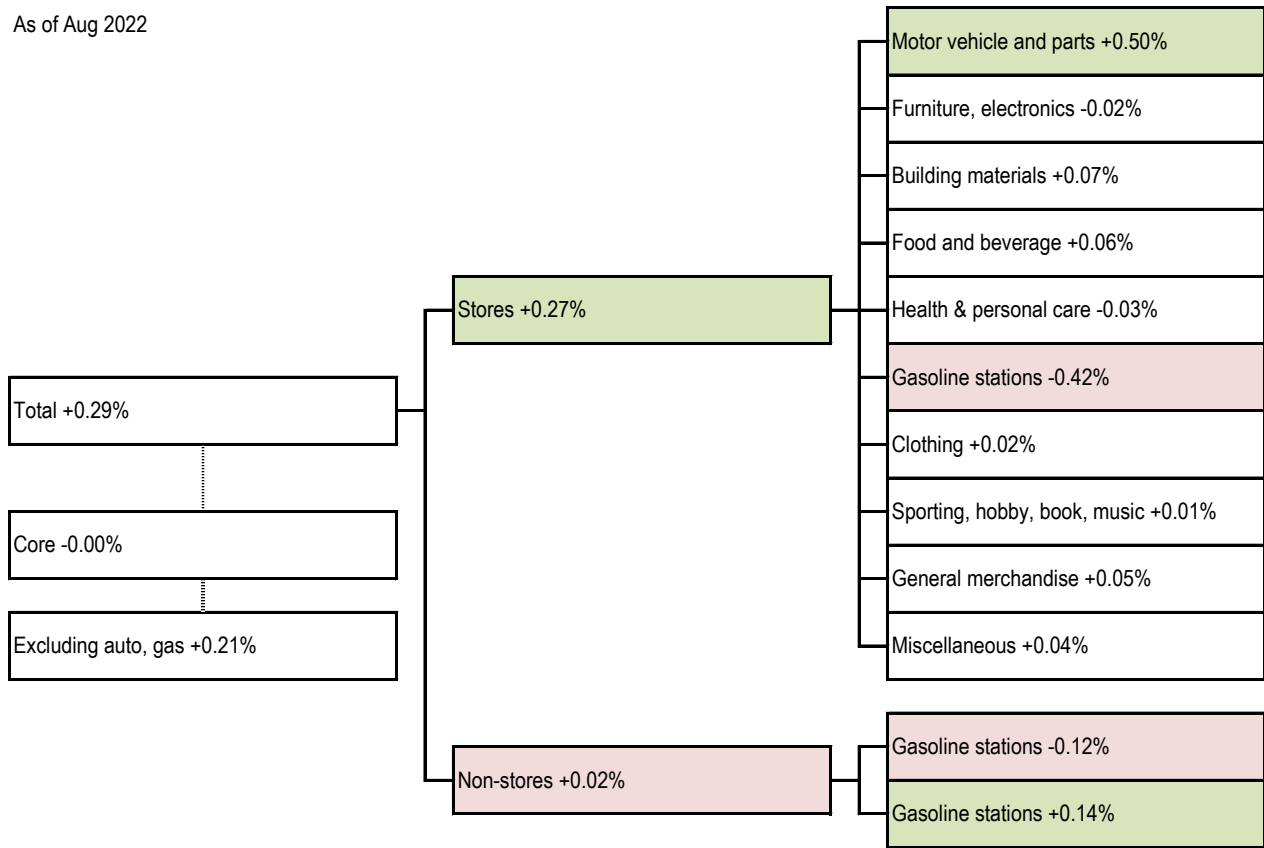 As of Aug 2022
Total +0.29%
Core -0.00%
Excluding auto, gas +0.21%
Stores +0.27%
Non-stores +0.02%
Motor vehicle and parts +0.50%
Furniture, electronics -0.02%
Building materials +0.07%
Food and beverage +0.06%
Health & personal care -0.03%
Gasoline stations -0.42%
Clothing +0.02%
Sporting, hobby, book, music +0.01%
General merchandise +0.05%
Miscellaneous +0.04%
Gasoline stations -0.12%
Gasoline stations +0.14%